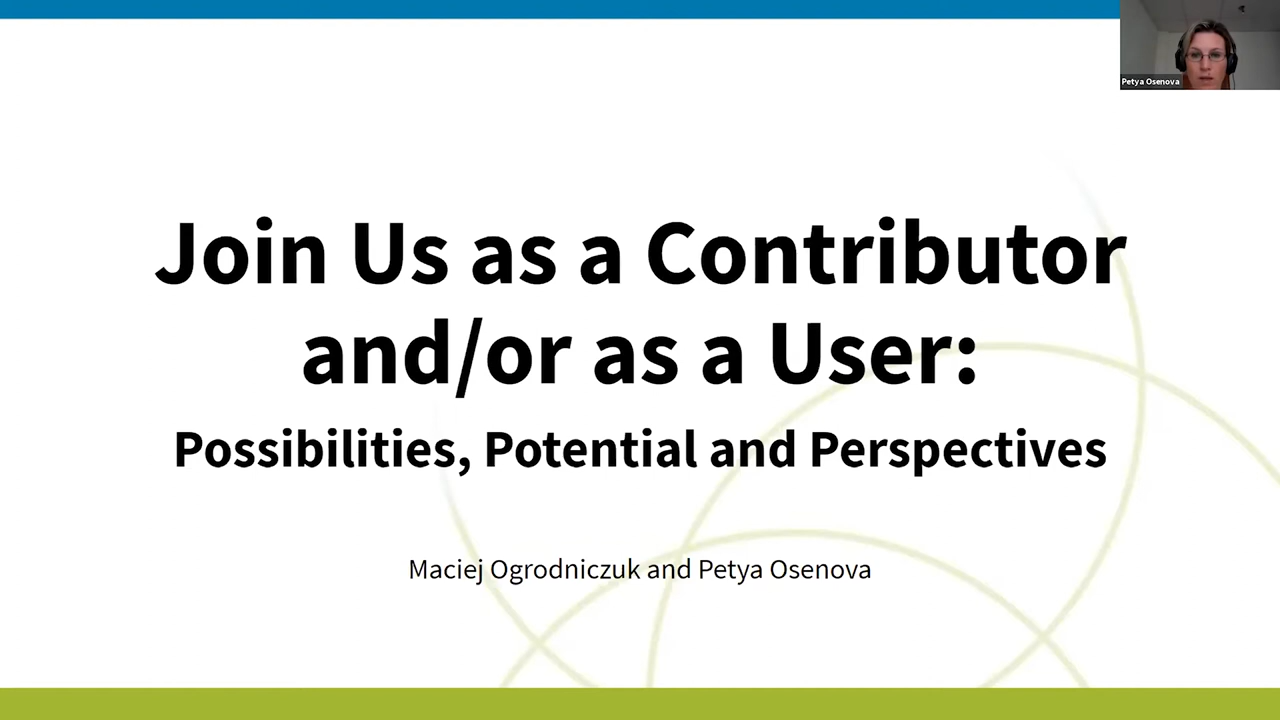 Petya Osenova
Join Us as a Contributor
and/or as a User:
Possibilities, Potential and Perspectives
Maciej Ogrodniczuk and Petya Osenova